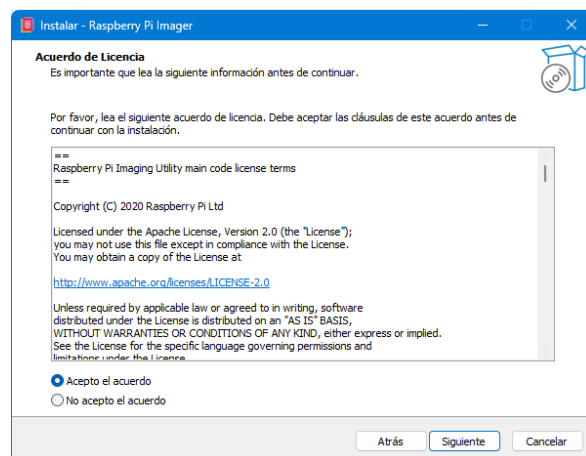 Instalar - Raspberry Pi Imager
Acuerdo de Licencia
Es importante que lea la siguiente información antes de continuar.
Por favor, lea el siguiente acuerdo de licencia. Debe aceptar las cláusulas de este acuerdo antes de
continuar con la instalación.
==
Raspberry Pi Imaging Utility main code license terms
==
Copyright (C) 2020 Raspberry Pi Ltd
Licensed under the Apache License, Version 2.0 (the "License");
you may not use this file except in compliance with the License.
You may obtain a copy of the License at
http://www.apache.org/licenses/LICENSE-2.0
Unless required by applicable law or agreed to in writing, software
distributed under the License is distributed on an "AS IS" BASIS,
WITHOUT WARRANTIES OR CONDITIONS OF ANY KIND, either express or implied.
See the License for the specific language governing permissions and
limitations under the License
Acepto el acuerdo
No acepto el acuerdo
Atrás
Siguiente
Cancelar